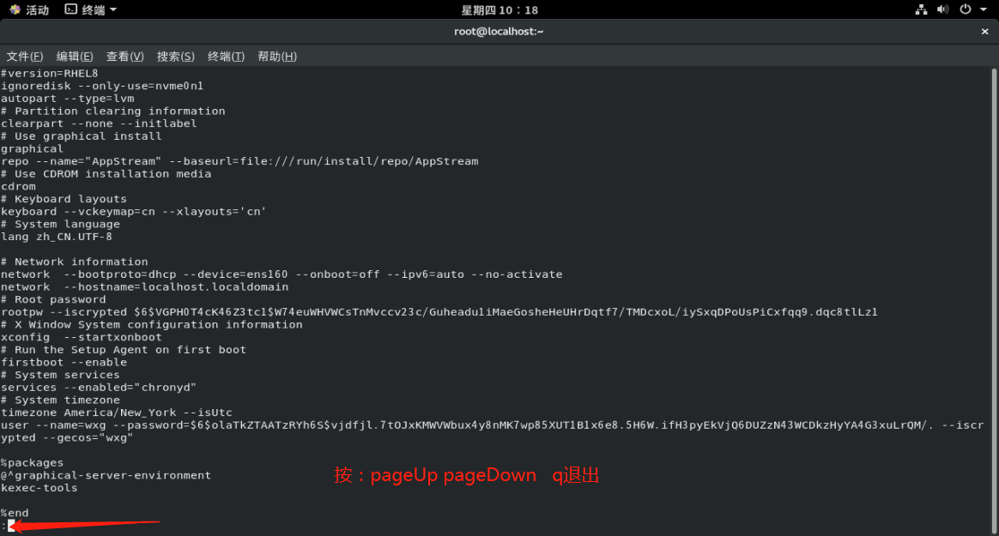 活动 终端
星期四 10：18
root@localhost:~
×
文件(F) 编辑(E) 查看(V) 搜索(S) 终端(T) 帮助(H)
#version=RHEL8
ignoredisk --only-use=nvme0n1
autopart --type=lvm
# Partition clearing information
clearpart --none --initlabel
# Use graphical install
graphical
repo --name="AppStream" --baseurl=file:///run/install/repo/AppStream
# Use CDROM installation media
cdrom
# Keyboard layouts
keyboard --vckeymap=cn --xlayouts='cn'
# System language
lang zh_CN.UTF-8

# Network information
network  --bootproto=dhcp --device=ens160 --onboot=off --ipv6=auto --no-activate
network  --hostname=localhost.localdomain
# Root password
rootpw --iscrypted $6$VGPH0T4cK46Z3tc1$W74euWHVWCsTnMvccv23c/Guheadu1iMaeGosheHeUHrDqtf7/TMDcxoL/iySxqDPoUsPiCxfqq9.dqc8tlLz1
# X Window System configuration information
xconfig  --startxonboot
# Run the Setup Agent on first boot
firstboot --enable
# System services
services --enabled="chronyd"
# System timezone
timezone America/New_York --isUtc
user --name=wxg --password=$6$olaTkZTAATzRYh6S$vjdfjl.7tOJxKMWVWbux4y8nMK7wp85XUT1B1x6e8.5H6W.ifH3pyEkVjQ6DUZzN43WCDkzHyYA4G3xuLrQM/. --iscr
ypted --gecos="wxg"

%packages
@^graphical-server-environment
kexec-tools
按：pageUp pageDown   q退出

%end
: